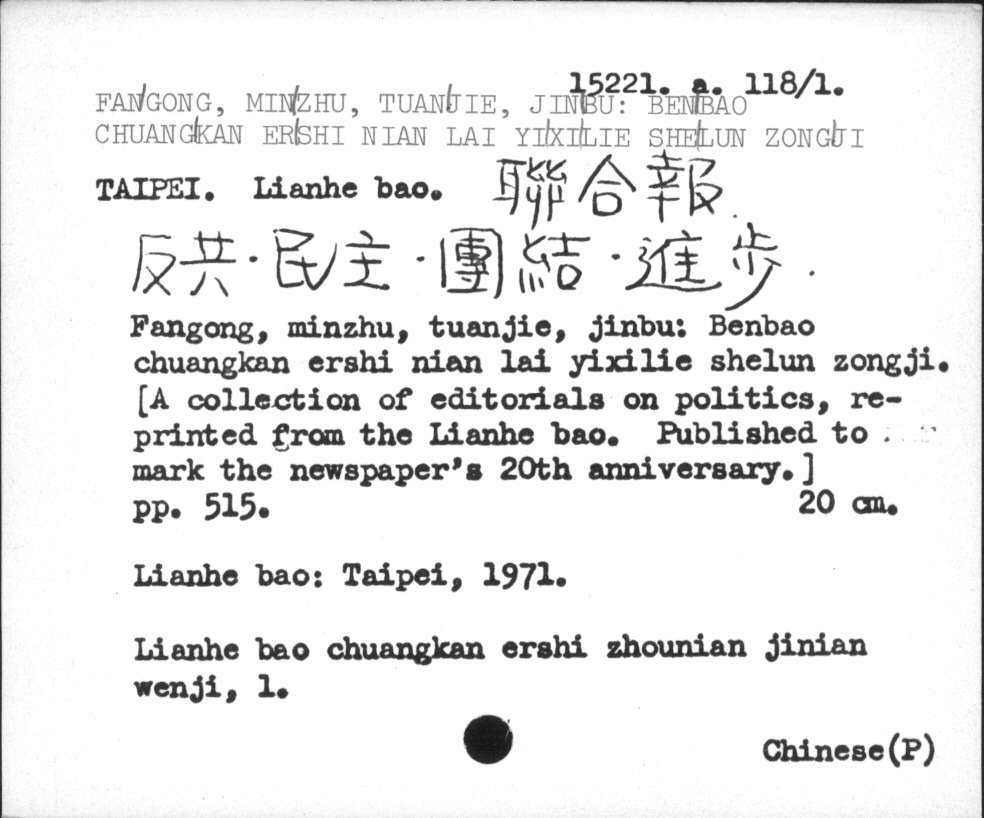 15221. a. 118/1.
FANGONG, MINZHU, TUANJIE, JINBU: BENBAO
CHUANGKAN ERSHI NIAN LAI YIXILIE SHELUN ZONGJI
TAIPEI. Lianhe bao. 聯合報.
反共·民主·團結·進步.
Fangong, minzhu, tuanjie, jinbu: Benbao
chuangkan ershi nian lai yixilie shelun zongji.
[A collection of editorials on politics, re-
printed from the Lianhe bao. Published to
mark the newspaper's 20th anniversary.]
pp. 515. 20 cm.
Lianhe bao: Taipei, 1971.
Lianhe bao chuangkan ershi zhounian jinian
wenji, 1.
Chinese(P)